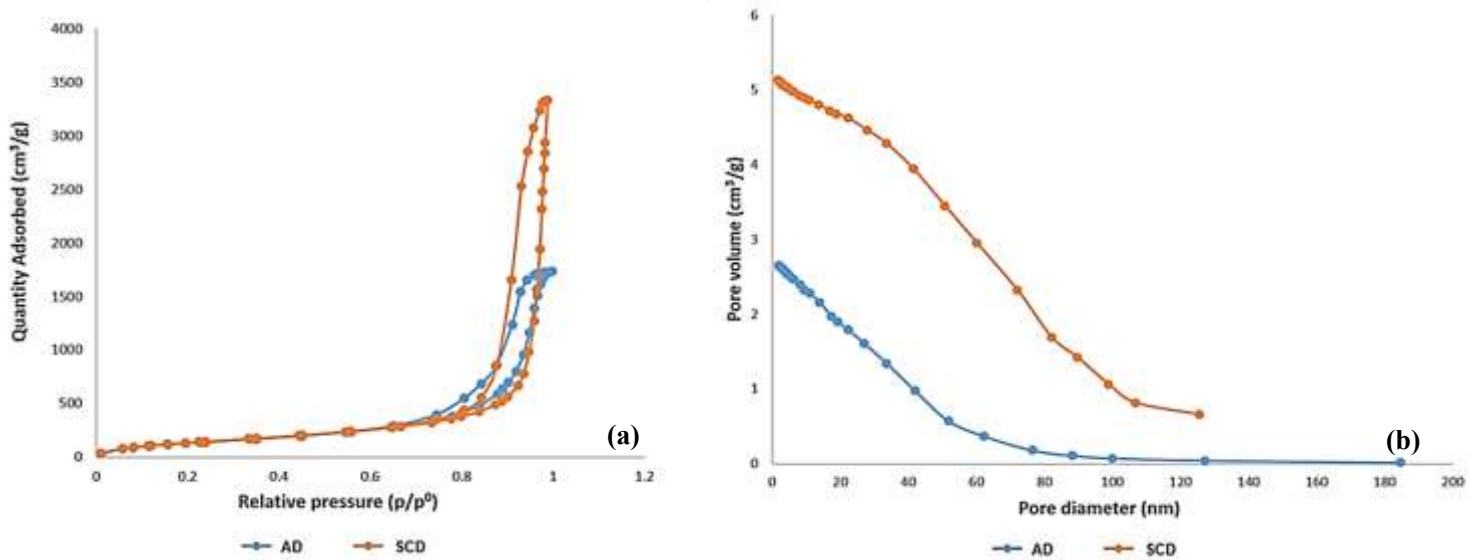 4000
3500
3000
2500
2000
1500
1000
500
0
Quantity Adsorbed (cm³/g)
0 0.2 0.4 0.6 0.8 1 1.2
Relative pressure (p/p⁰)
(a)
AD SCD
6
5
4
3
2
1
0
Pore volume (cm³/g)
0 20 40 60 80 100 120 140 160 180 200
Pore diameter (nm)
(b)
AD SCD